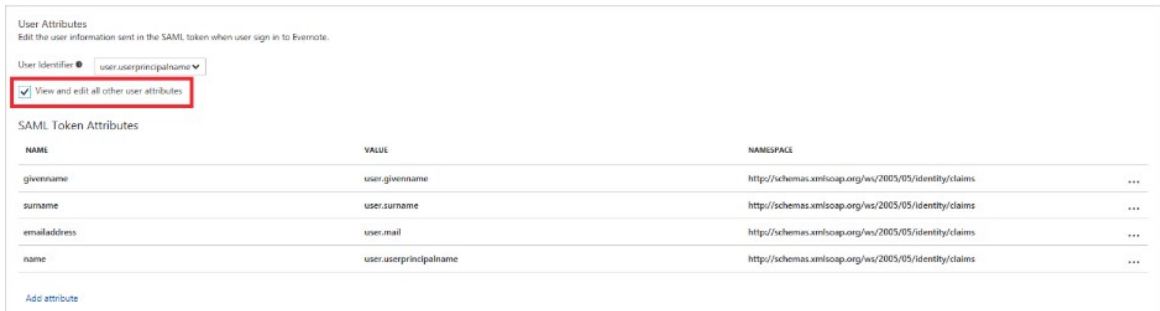 User Attributes
Edit the user information sent in the SAML token when user sign in to Evernote.
User Identifier user.userprincipalname
View and edit all other user attributes
SAML Token Attributes
NAME VALUE NAMESPACE
givenname user.givenname http://schemas.xmlsoap.org/ws/2005/05/identity/claims ...
surname user.surname http://schemas.xmlsoap.org/ws/2005/05/identity/claims ...
emailaddress user.mail http://schemas.xmlsoap.org/ws/2005/05/identity/claims ...
name user.userprincipalname http://schemas.xmlsoap.org/ws/2005/05/identity/claims ...
Add attribute